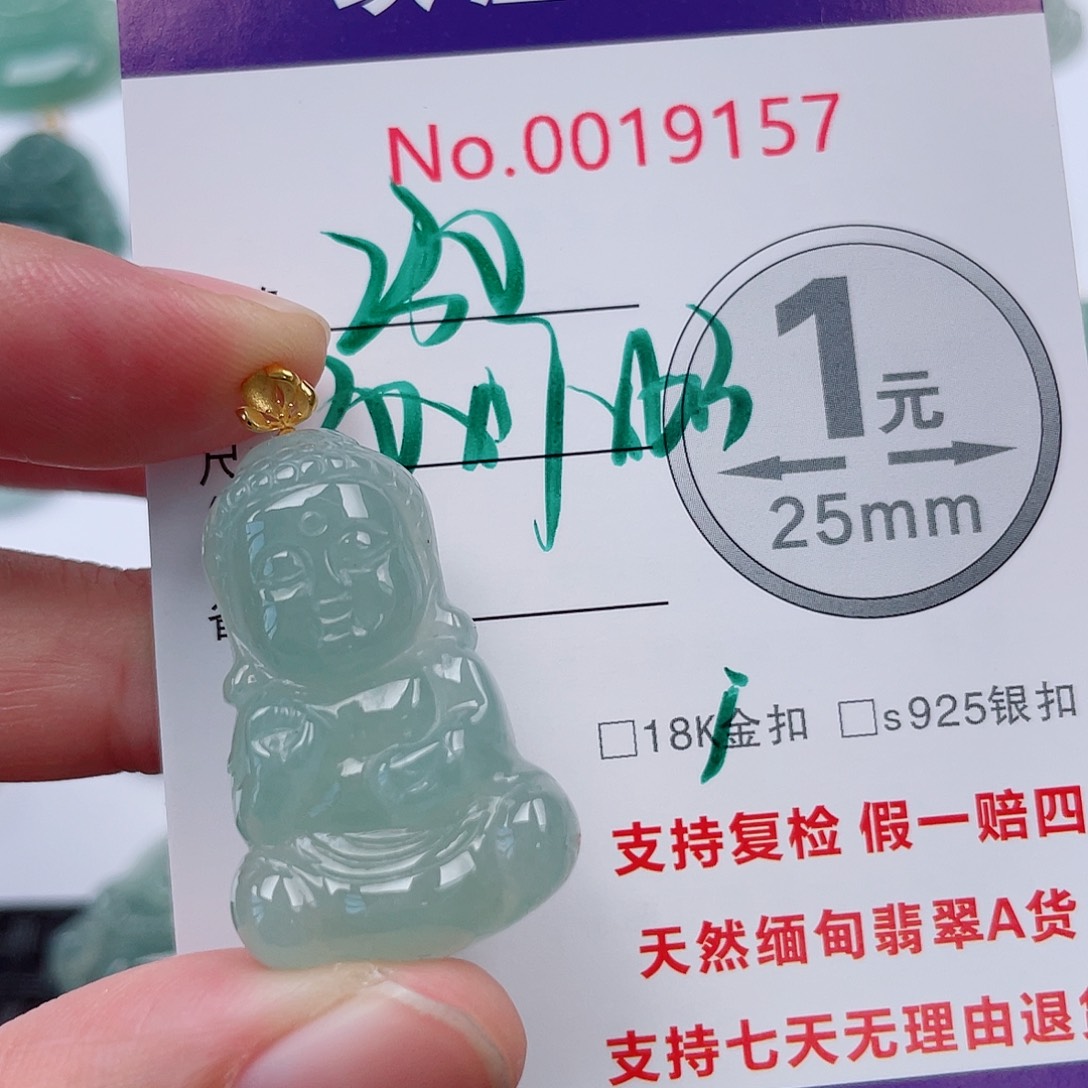 No.0019157
1元
25mm
□18K金扣 □s925银扣
支持复检 假一赔四
天然缅甸翡翠A货
支持七天无理由退货